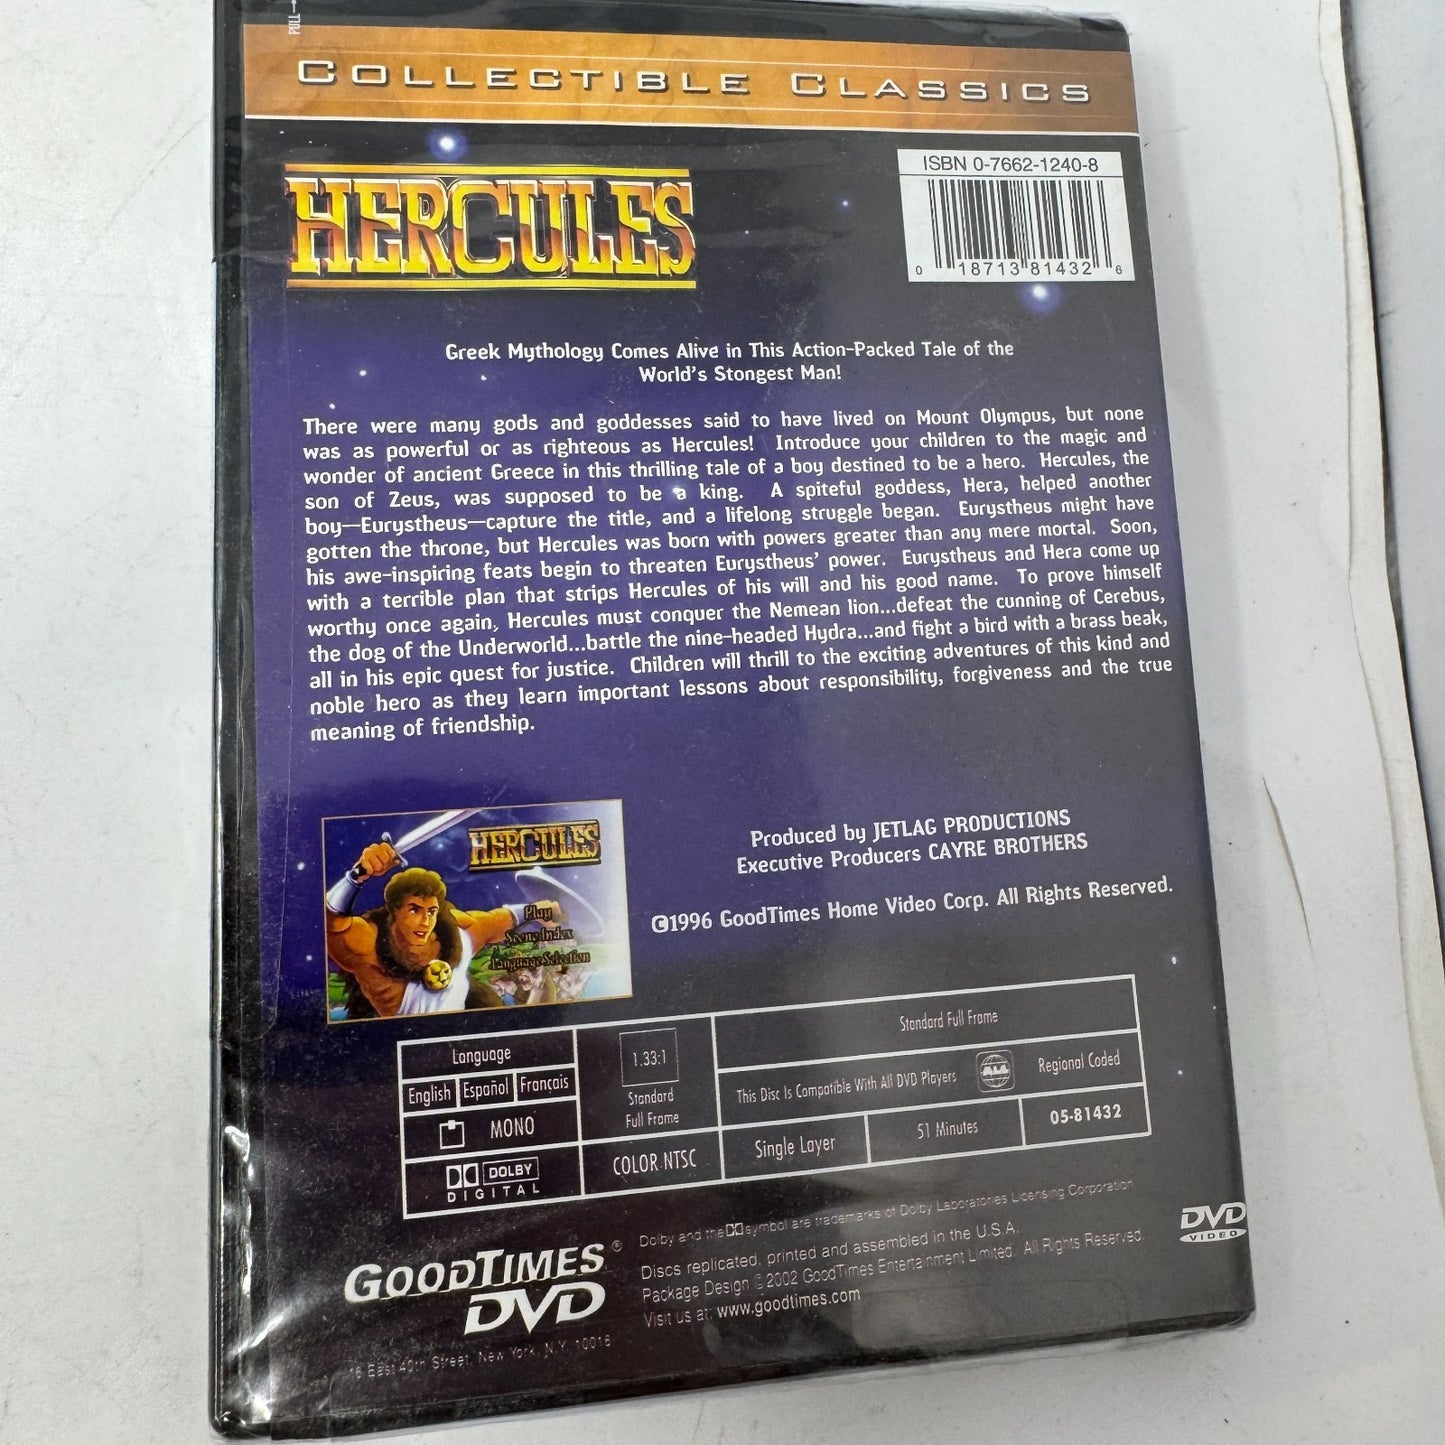 PULL
COLLECTIBLE CLASSICS
HERCULES
ISBN 0-7662-1240-8
0 18713 81432 6
Greek Mythology Comes Alive in This Action-Packed Tale of the
World's Stongest Man!
There were many gods and goddesses said to have lived on Mount Olympus, but none
was as powerful or as righteous as Hercules! Introduce your children to the magic and
wonder of ancient Greece in this thrilling tale of a boy destined to be a hero. Hercules, the
son of Zeus, was supposed to be a king. A spiteful goddess, Hera, helped another
boy—Eurystheus—capture the title, and a lifelong struggle began. Eurystheus might have
gotten the throne, but Hercules was born with powers greater than any mere mortal. Soon,
his awe-inspiring feats begin to threaten Eurystheus' power. Eurystheus and Hera come up
with a terrible plan that strips Hercules of his will and his good name. To prove himself
worthy once again, Hercules must conquer the Nemean lion...defeat the cunning of Cerebus,
the dog of the Underworld...battle the nine-headed Hydra...and fight a bird with a brass beak,
all in his epic quest for justice. Children will thrill to the exciting adventures of this kind and
noble hero as they learn important lessons about responsibility, forgiveness and the true
meaning of friendship.
HERCULES
Play
Scene Index
Language Selection
Produced by JETLAG PRODUCTIONS
Executive Producers CAYRE BROTHERS
©1996 GoodTimes Home Video Corp. All Rights Reserved.
Language
English Español Français
MONO
DOLBY
DIGITAL
1.33:1
Standard
Full Frame
COLOR NTSC
Standard Full Frame
This Disc Is Compatible With All DVD Players
ALL
Regional Coded
Single Layer
51 Minutes
05-81432
GOODTIMES®
DVD
16 East 40th Street, New York, N.Y. 10016
Dolby and the symbol are trademarks of Dolby Laboratories Licensing Corporation
Discs replicated, printed and assembled in the U.S.A.
Package Design ©2002 GoodTimes Entertainment Limited. All Rights Reserved.
Visit us at: www.goodtimes.com
DVD
VIDEO